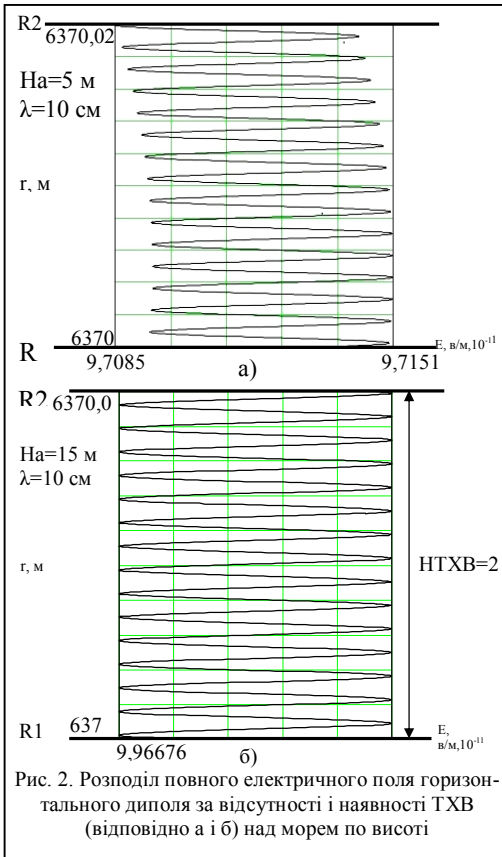 R2
6370,02
На=5 м
λ=10 см
г, м
6370
R
Е, в/м,10⁻¹¹
9,7085
9,7151
а)
R2 6370,0
На=15 м
λ=10 см
г, м
НТХВ=2
R1 637
Е,
в/м,10⁻¹¹
9,96676
б)
Рис. 2. Розподіл повного електричного поля горизон-
тального диполя за відсутності і наявності ТХВ
(відповідно а і б) над морем по висоті